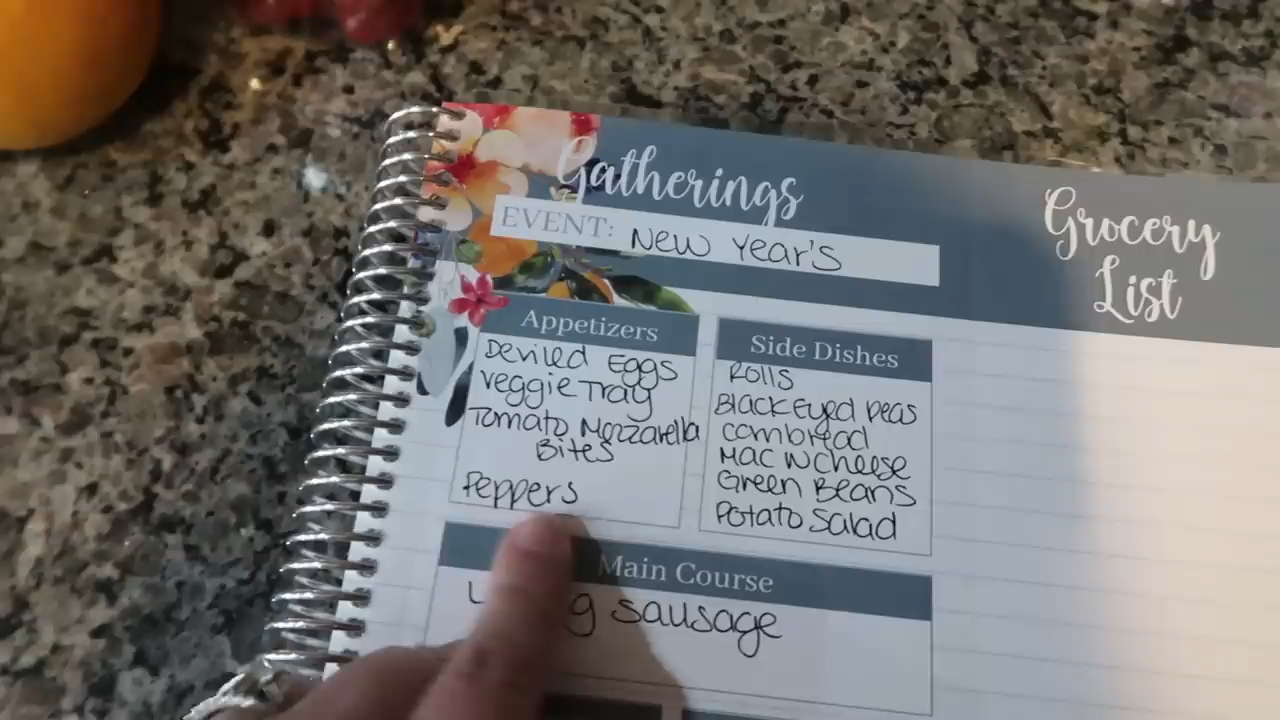 Gatherings
EVENT: New Year's
Grocery
List
Appetizers
Deviled Eggs
Veggie Tray
Tomato Mozzarella
Bites
Peppers
Side Dishes
Rolls
Black Eyed Peas
Cornbread
Mac N Cheese
Green Beans
Potato Salad
Main Course
sausage